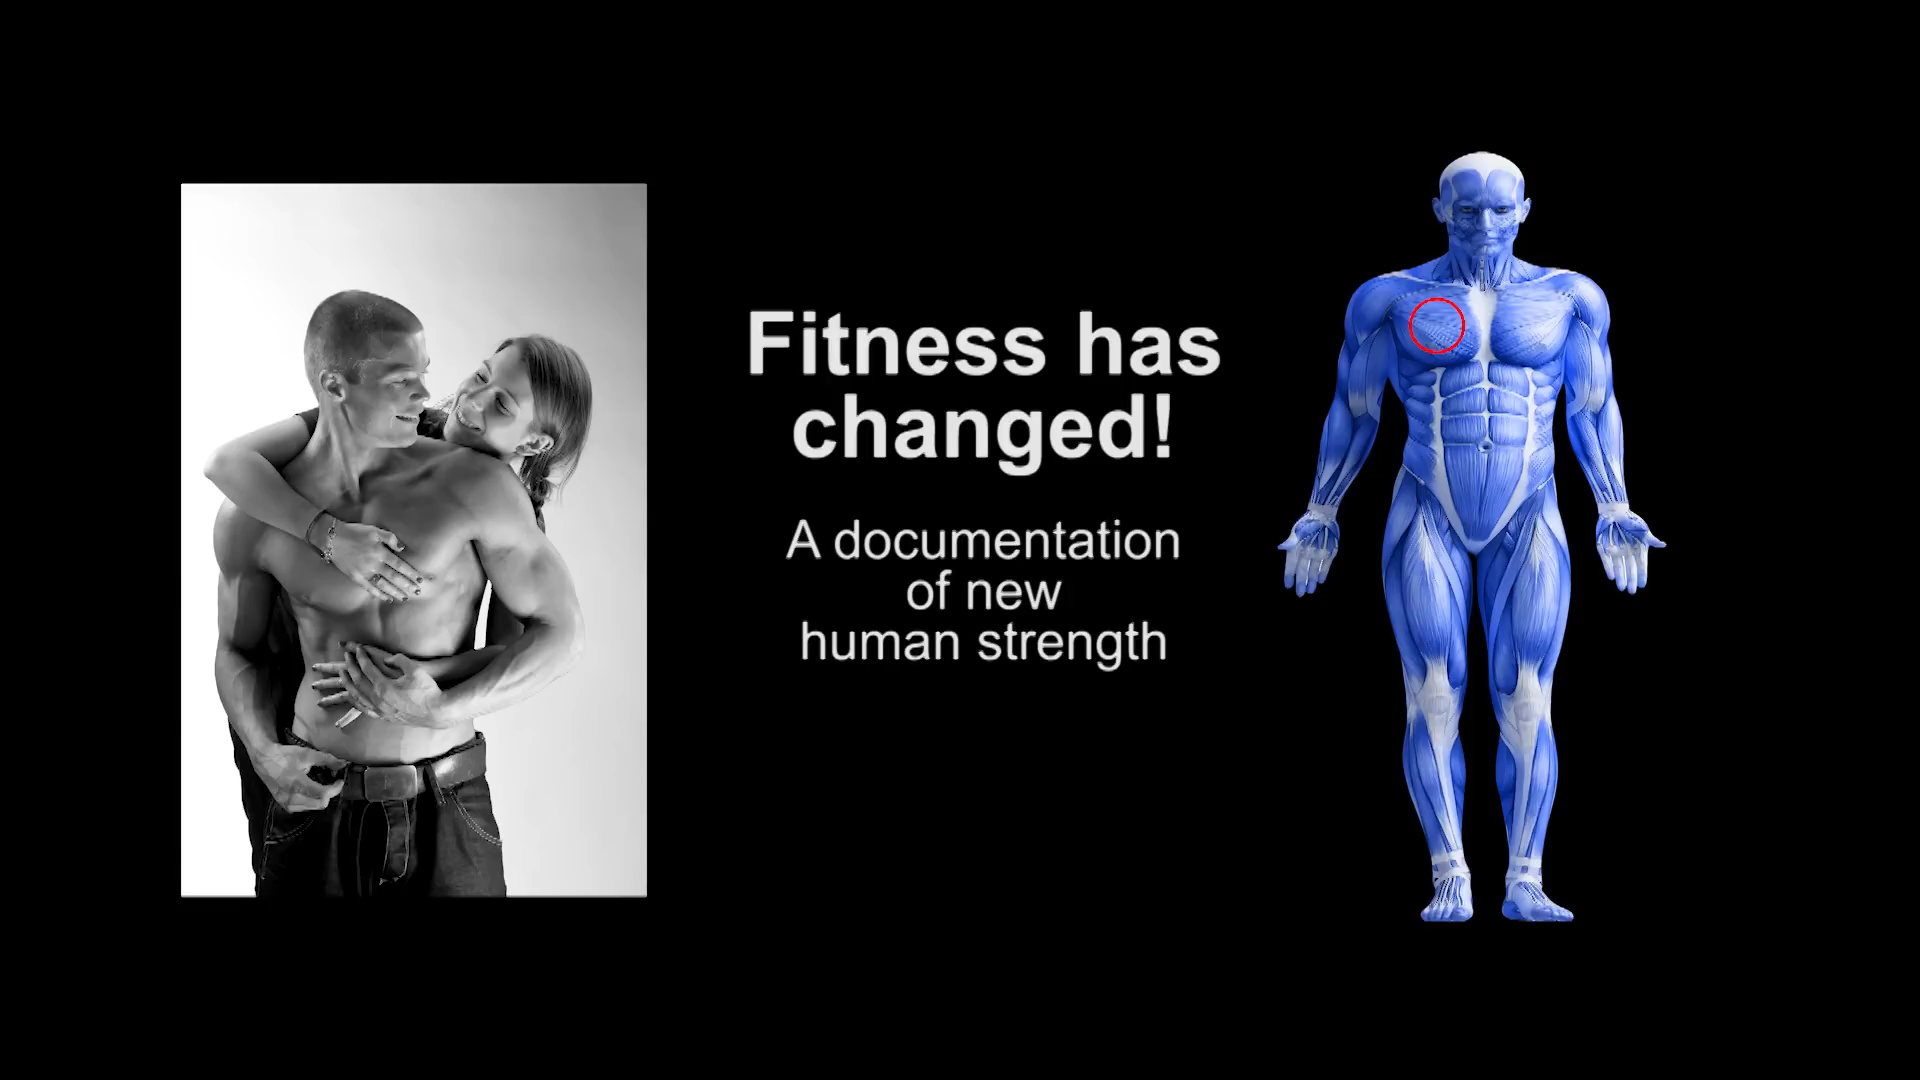 Fitness has
changed!
A documentation
of new
human strength